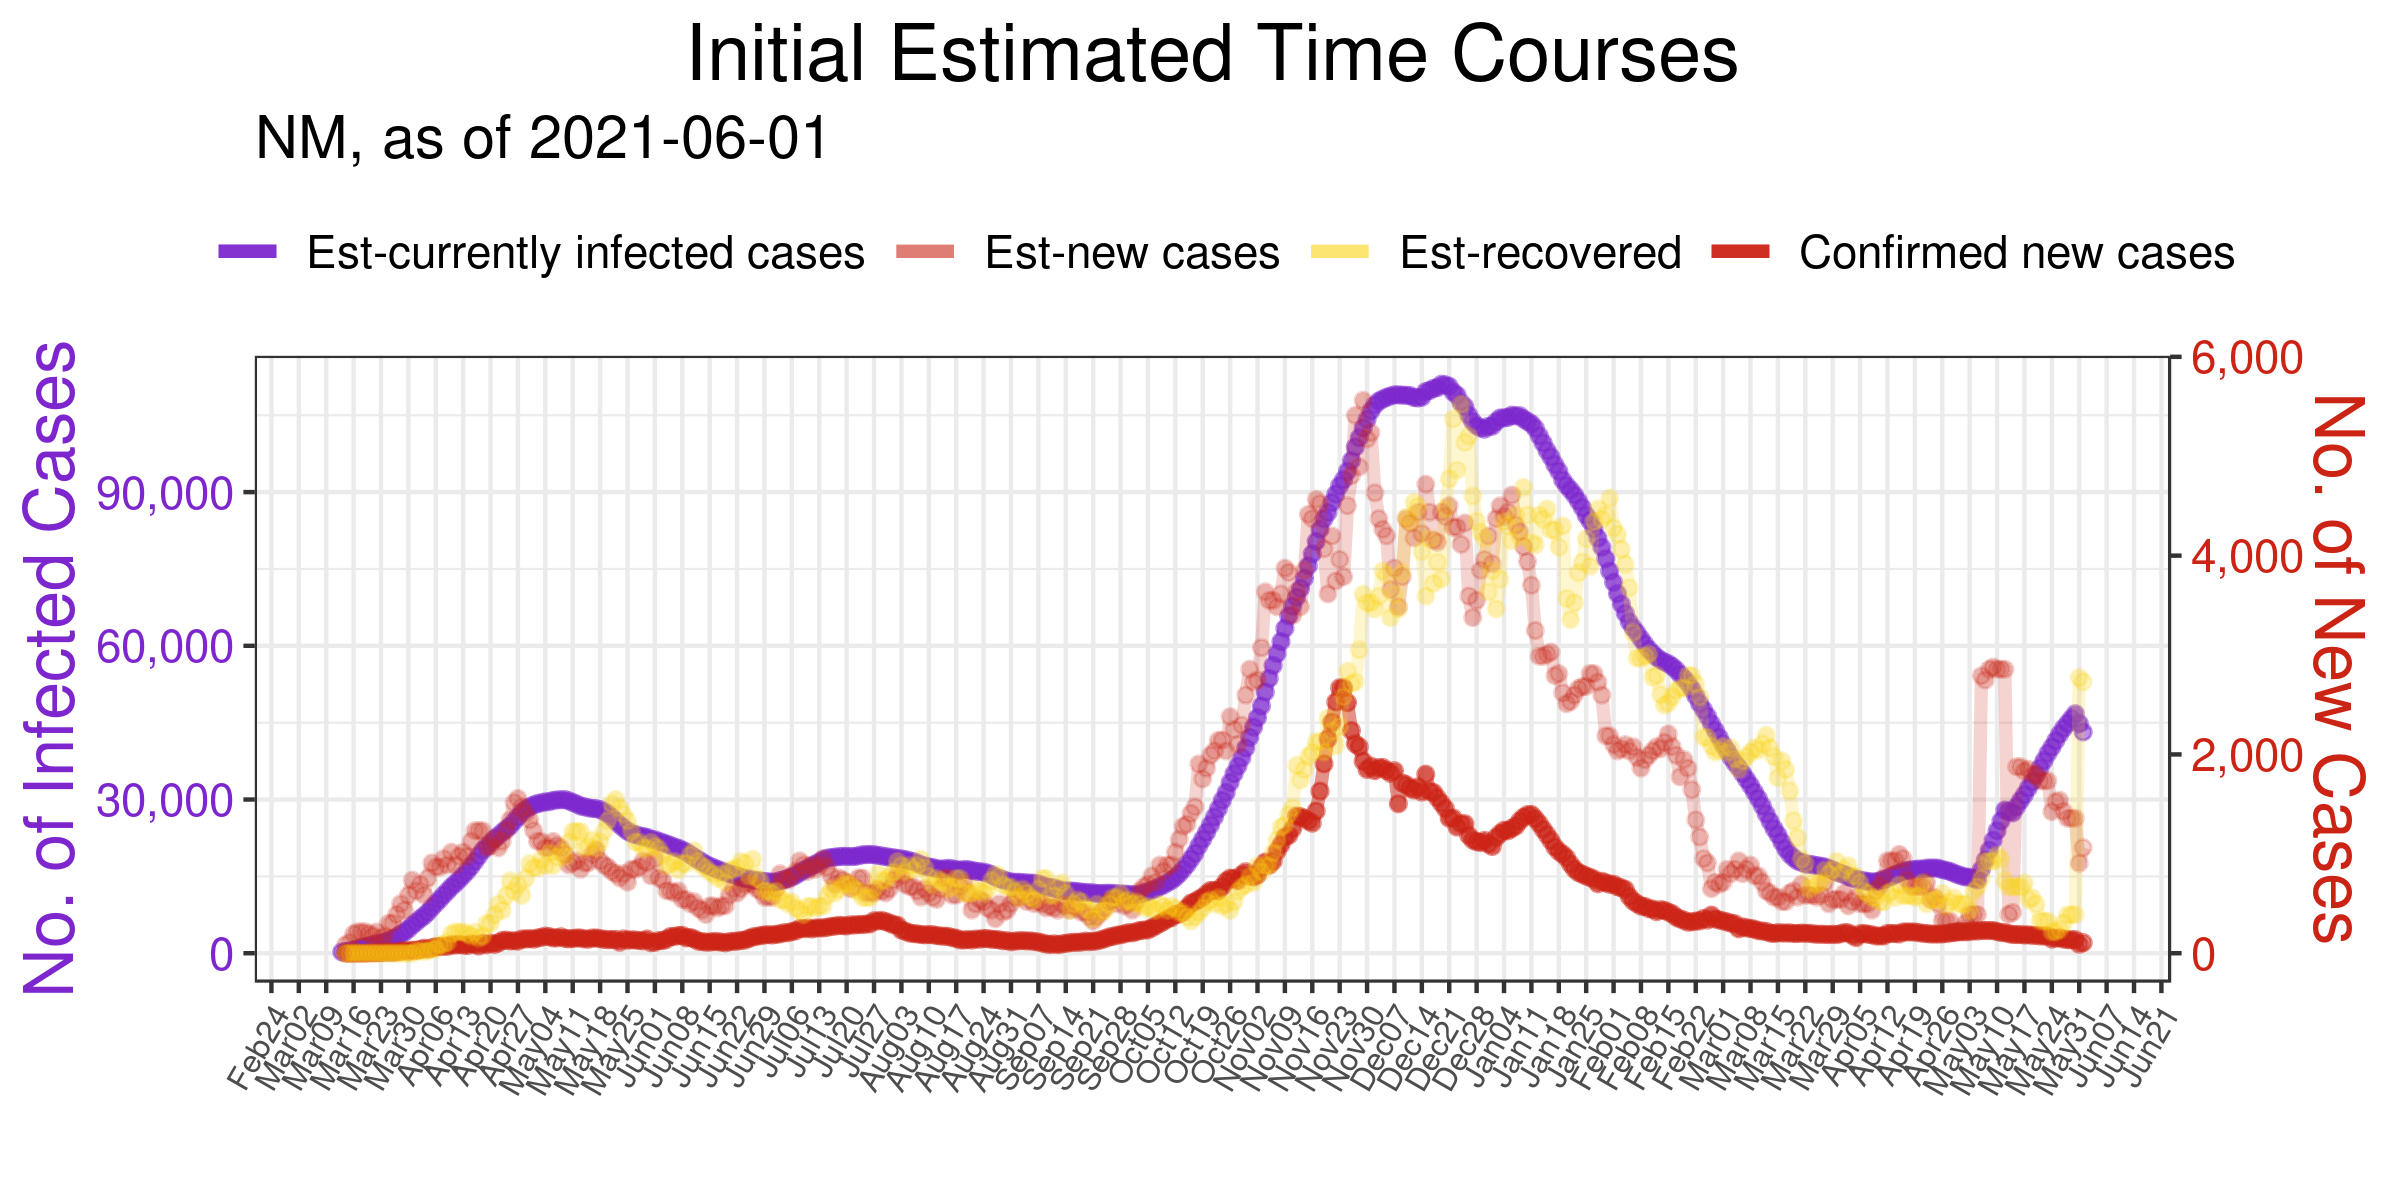 Initial Estimated Time Courses
NM, as of 2021-06-01
Est-currently infected cases Est-new cases Est-recovered Confirmed new cases
No. of Infected Cases
90,000
60,000
30,000
0
6,000
4,000
2,000
0
No. of New Cases
Feb24 Mar02 Mar09 Mar16 Mar23 Mar30 Apr06 Apr13 Apr20 Apr27 May04 May11 May18 May25 Jun01 Jun08 Jun15 Jun22 Jun29 Jul06 Jul13 Jul20 Jul27 Aug03 Aug10 Aug17 Aug24 Aug31 Sep07 Sep14 Sep21 Sep28 Oct05 Oct12 Oct19 Oct26 Nov02 Nov09 Nov16 Nov23 Nov30 Dec07 Dec14 Dec21 Dec28 Jan04 Jan11 Jan18 Jan25 Feb01 Feb08 Feb15 Feb22 Mar01 Mar08 Mar15 Mar22 Mar29 Apr05 Apr12 Apr19 Apr26 May03 May10 May17 May24 May31 Jun07 Jun14 Jun21